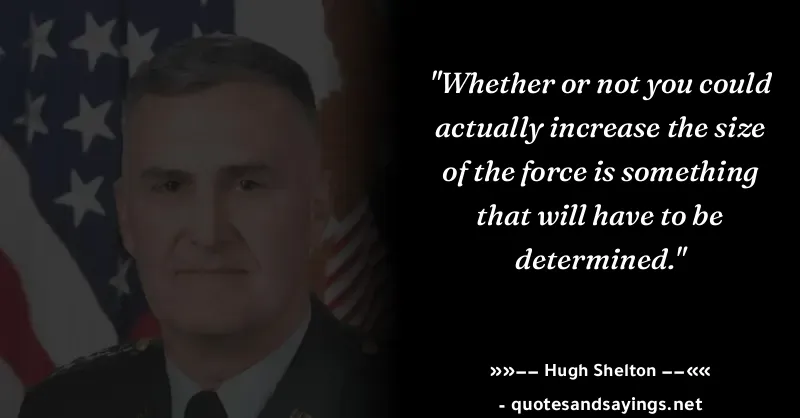 "Whether or not you could
actually increase the size
of the force is something
that will have to be
determined."
»»–– Hugh Shelton ––««
- quotesandsayings.net